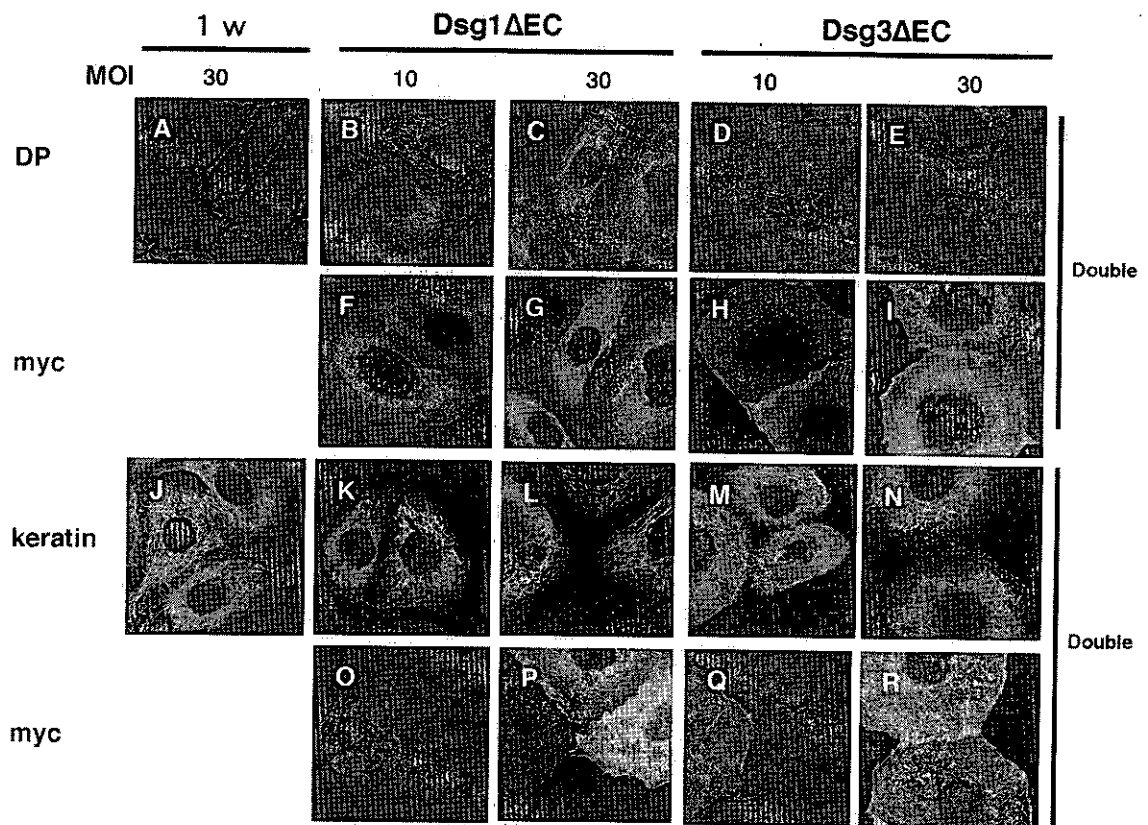 1 w Dsg1ΔEC Dsg3ΔEC
MOI 30 10 30 10 30
DP A B C D E
Double
myc F G H I
keratin J K L M N
Double
myc O P Q R